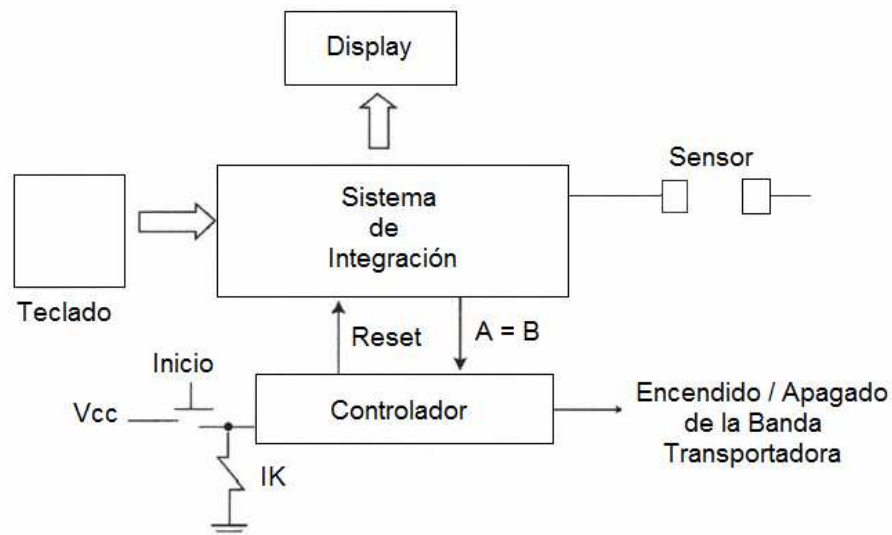 Display
Sensor
Sistema
de
Integración
Teclado
Reset
A = B
Inicio
Vcc
Controlador
Encendido / Apagado
de la Banda
Transportadora
IK